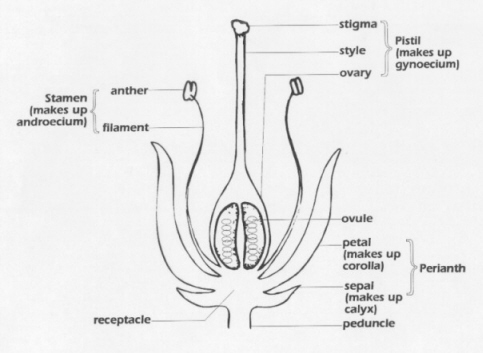 stigma
style
ovary
Pistil
(makes up
gynoecium)
anther
Stamen
(makes up
androecium)
filament
ovule
petal
(makes up
corolla)
Perianth
sepal
(makes up
calyx)
receptacle
peduncle